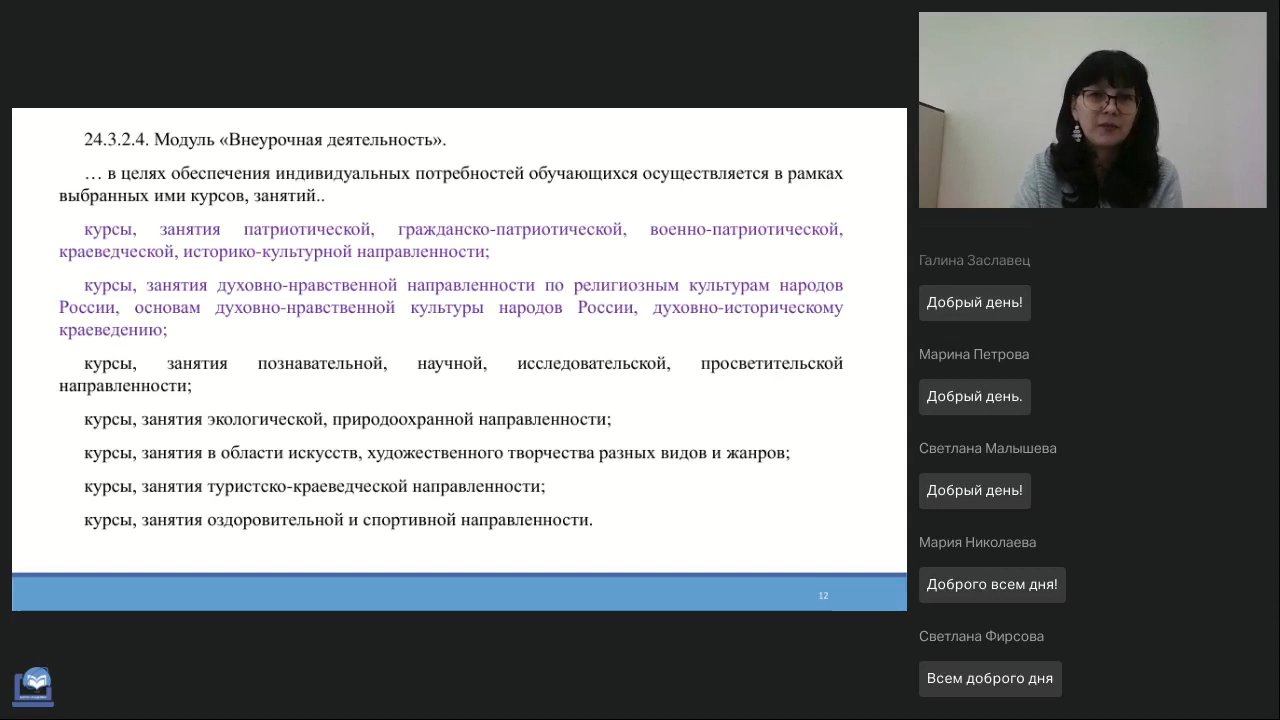 24.3.2.4. Модуль «Внеурочная деятельность».
… в целях обеспечения индивидуальных потребностей обучающихся осуществляется в рамках
выбранных ими курсов, занятий..
курсы, занятия патриотической, гражданско-патриотической, военно-патриотической,
краеведческой, историко-культурной направленности;
курсы, занятия духовно-нравственной направленности по религиозным культурам народов
России, основам духовно-нравственной культуры народов России, духовно-историческому
краеведению;
курсы, занятия познавательной, научной, исследовательской, просветительской
направленности;
курсы, занятия экологической, природоохранной направленности;
курсы, занятия в области искусств, художественного творчества разных видов и жанров;
курсы, занятия туристско-краеведческой направленности;
курсы, занятия оздоровительной и спортивной направленности.
12
Галина Заславец
Добрый день!
Марина Петрова
Добрый день.
Светлана Малышева
Добрый день!
Мария Николаева
Доброго всем дня!
Светлана Фирсова
Всем доброго дня